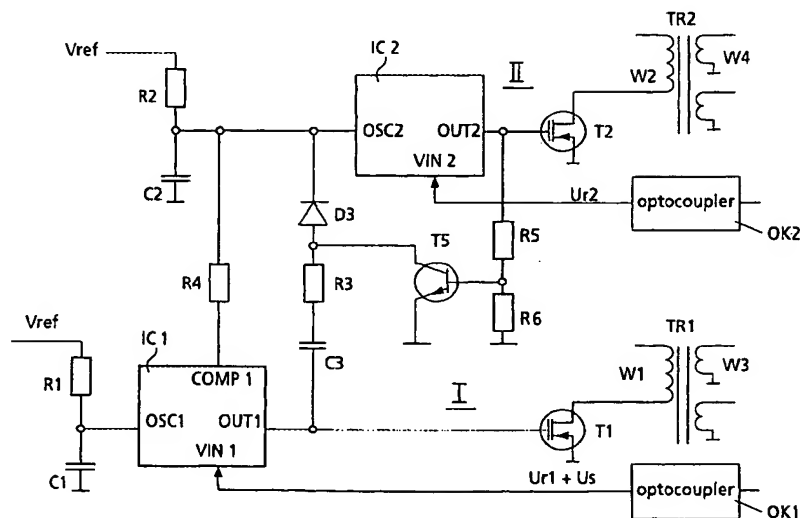 TR2
IC 2
Vref
II
W4
R2
W2
OSC2
OUT2
T2
VIN 2
C2
Ur2
optocoupler
D3
T5
R5
OK2
R4
R3
R6
Vref
TR1
IC 1
C3
W1
W3
R1
COMP 1
I
OSC1
OUT1
T1
VIN 1
C1
Ur1 + Us
optocoupler
OK1